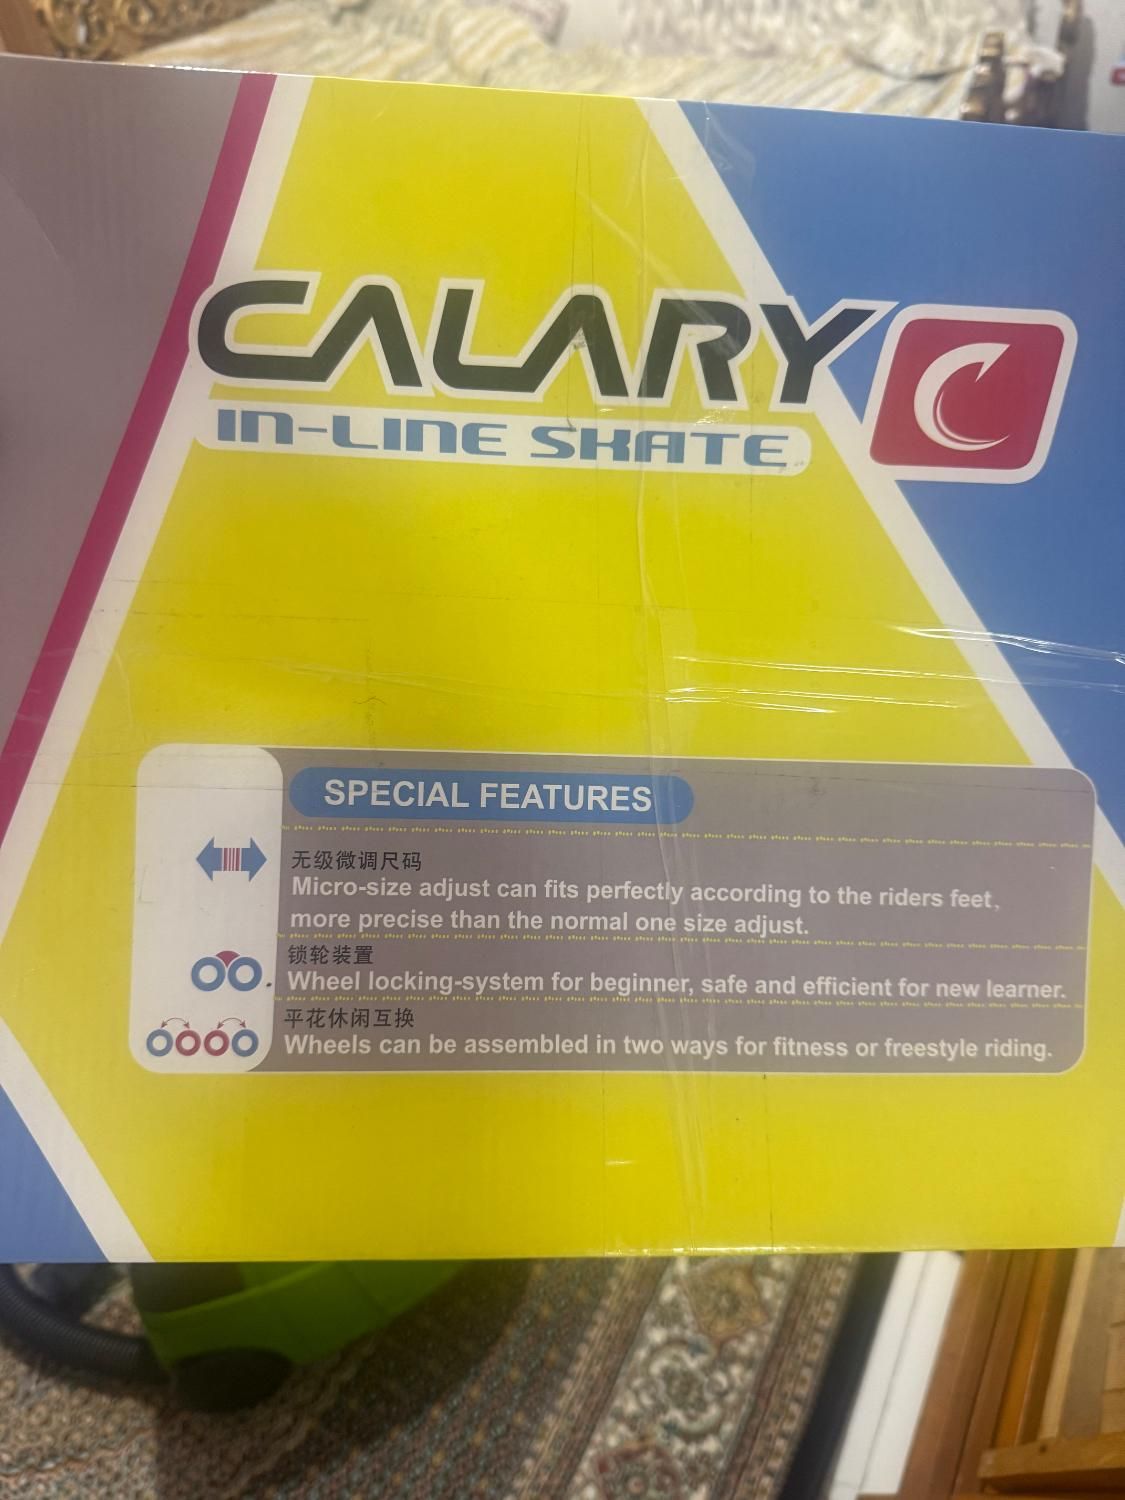 CALARY
IN-LINE SKATE
SPECIAL FEATURES
无级微调尺码
Micro-size adjust can fits perfectly according to the riders feet,
more precise than the normal one size adjust.
锁轮装置
Wheel locking-system for beginner, safe and efficient for new learner.
平花休闲互换
Wheels can be assembled in two ways for fitness or freestyle riding.